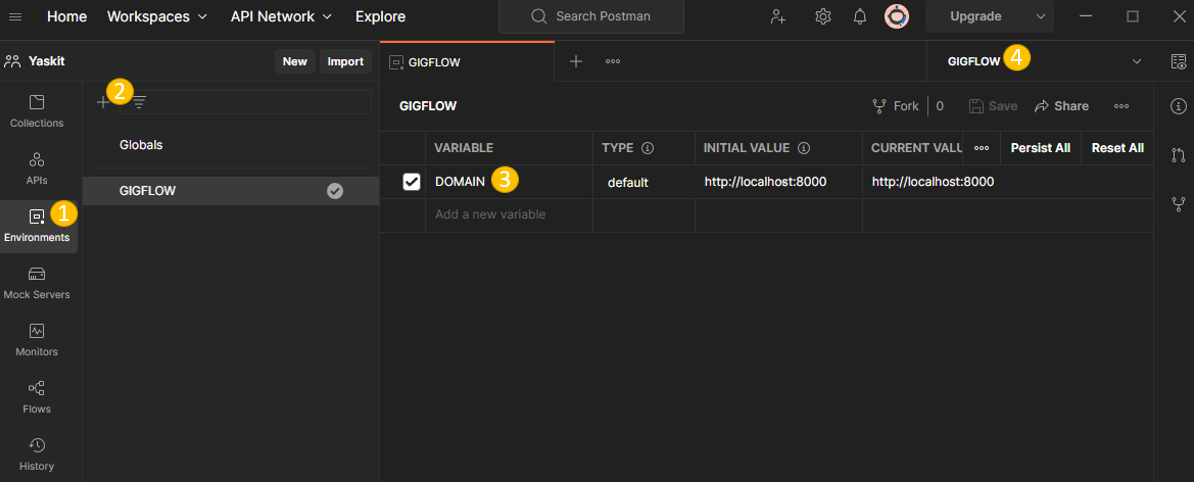 Home Workspaces API Network Explore Search Postman Upgrade
Yaskit New Import GIGFLOW GIGFLOW 4
Collections
APIs
1
Environments
Mock Servers
Monitors
Flows
History
2
Globals
GIGFLOW
GIGFLOW Fork 0 Save Share
VARIABLE TYPE INITIAL VALUE CURRENT VALU Persist All Reset All
DOMAIN 3 default http://localhost:8000 http://localhost:8000
Add a new variable